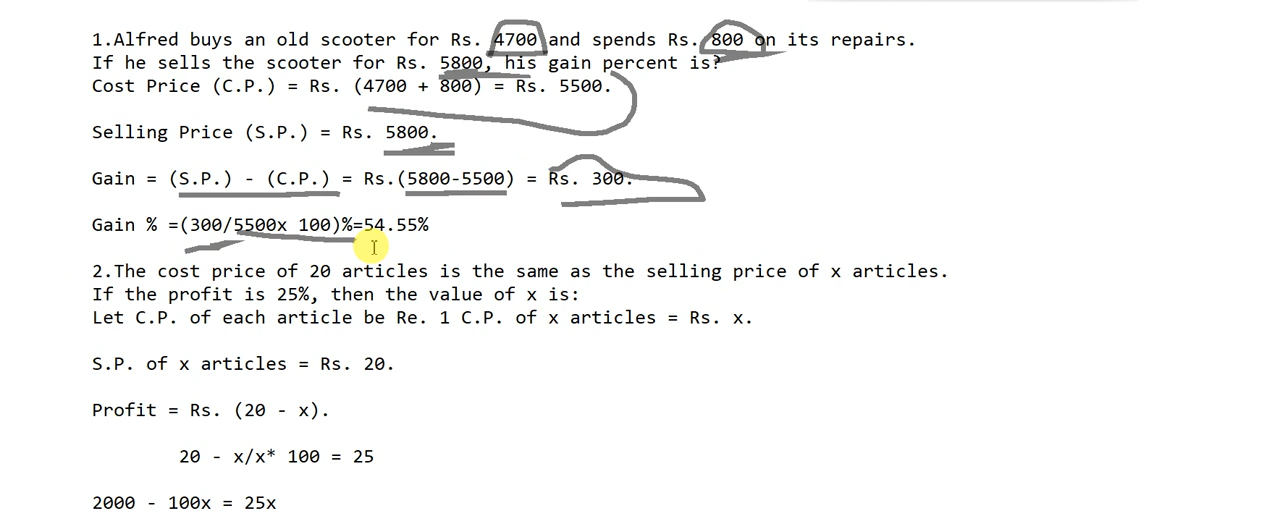 1.Alfred buys an old scooter for Rs. 4700 and spends Rs. 800 on its repairs.
If he sells the scooter for Rs. 5800, his gain percent is?
Cost Price (C.P.) = Rs. (4700 + 800) = Rs. 5500.
Selling Price (S.P.) = Rs. 5800.
Gain = (S.P.) - (C.P.) = Rs.(5800-5500) = Rs. 300.
Gain % =(300/5500x 100)%=54.55%
2.The cost price of 20 articles is the same as the selling price of x articles.
If the profit is 25%, then the value of x is:
Let C.P. of each article be Re. 1 C.P. of x articles = Rs. x.
S.P. of x articles = Rs. 20.
Profit = Rs. (20 - x).
20 - x/x* 100 = 25
2000 - 100x = 25x